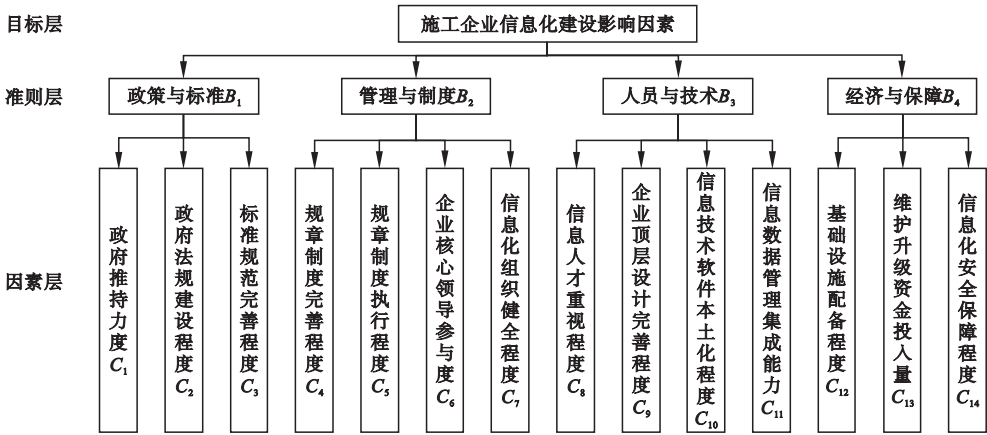 目标层
施工企业信息化建设影响因素
准则层
政策与标准B₁
管理与制度B₂
人员与技术B₃
经济与保障B₄
因素层
政府推持力度C₁
政府法规建设程度C₂
标准规范完善程度C₃
规章制度完善程度C₄
规章制度执行程度C₅
企业核心领导参与度C₆
信息化组织健全程度C₇
信息人才重视程度C₈
企业顶层设计完善程度C₉
信息技术软件本土化程度C₁₀
信息数据管理集成能力C₁₁
基础设施配备程度C₁₂
维护升级资金投入量C₁₃
信息化安全保障程度C₁₄